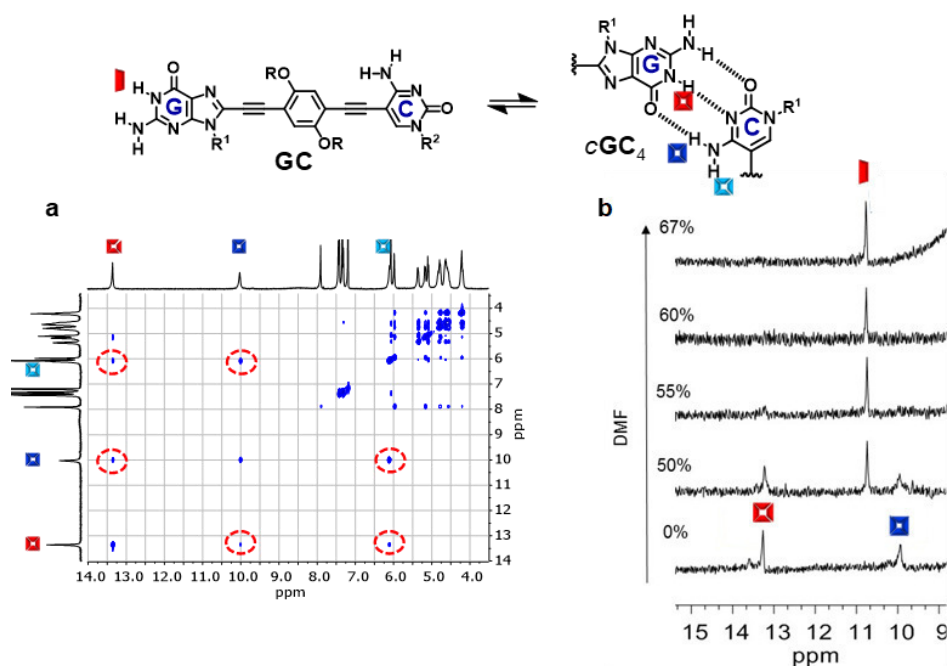 R¹
N
N
H
N
G
N
N
H
H
O
O
N
R¹
N
C
H
N
H
cGC₄
O
H
N
G
N
H
N
H
N
N
R¹
RO
OR
GC
H
N
H
N
C
O
N
R²
a
b
4
5
6
7
8
9
10
11
12
13
14
ppm
14.0 13.0 12.0 11.0 10.0 9.0 8.0 7.0 6.0 5.0 4.0
ppm
67%
60%
55%
50%
0%
DMF
15 14 13 12 11 10 9
ppm